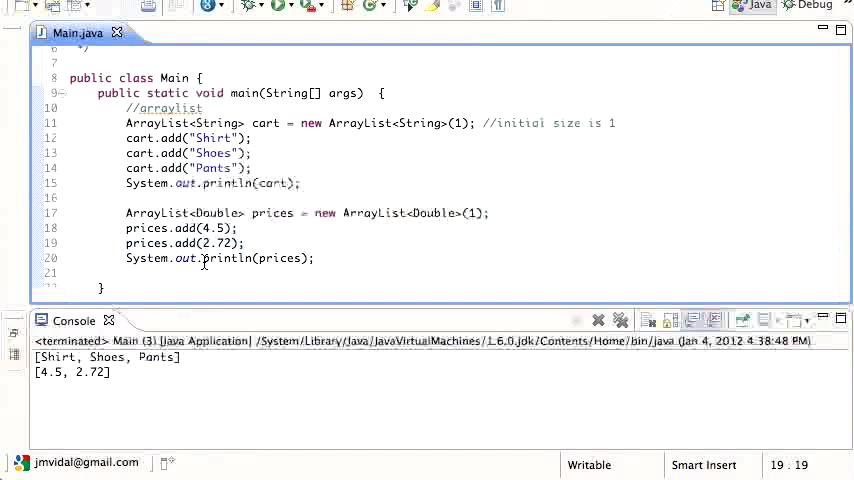 Java
Debug
Main.java
6 */
7
8 public class Main {
9 public static void main(String[] args) {
10 //arraylist
11 ArrayList<String> cart = new ArrayList<String>(1); //initial size is 1
12 cart.add("Shirt");
13 cart.add("Shoes");
14 cart.add("Pants");
15 System.out.println(cart);
16
17 ArrayList<Double> prices = new ArrayList<Double>(1);
18 prices.add(4.5);
19 prices.add(2.72);
20 System.out.println(prices);
21
}
Console
<terminated> Main (3) [Java Application] /System/Library/Java/JavaVirtualMachines/1.6.0.jdk/Contents/Home/bin/java (Jan 4, 2012 4:38:48 PM)
[Shirt, Shoes, Pants]
[4.5, 2.72]
jmvidal@gmail.com
Writable
Smart Insert
19 : 19